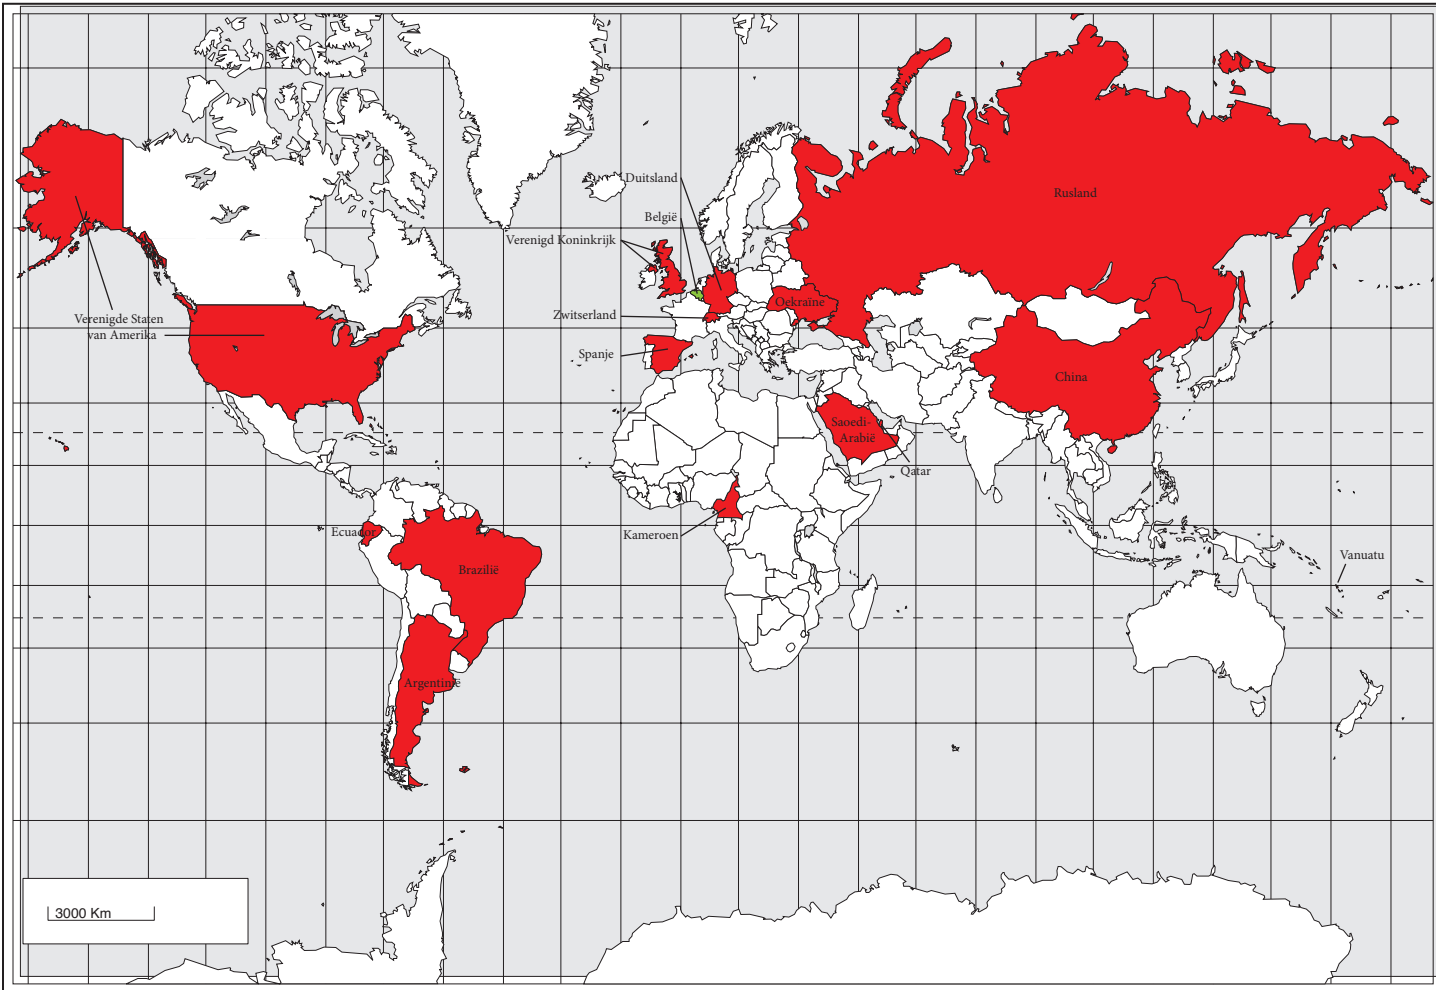 Duitsland
Rusland
België
Verenigd Koninkrijk
Oekraïne
Zwitserland
Verenigde Staten
van Amerika
Spanje
China
Saoedi-
Arabië
Qatar
Ecuador
Kameroen
Vanuatu
Brazilië
Argentinië
3000 Km